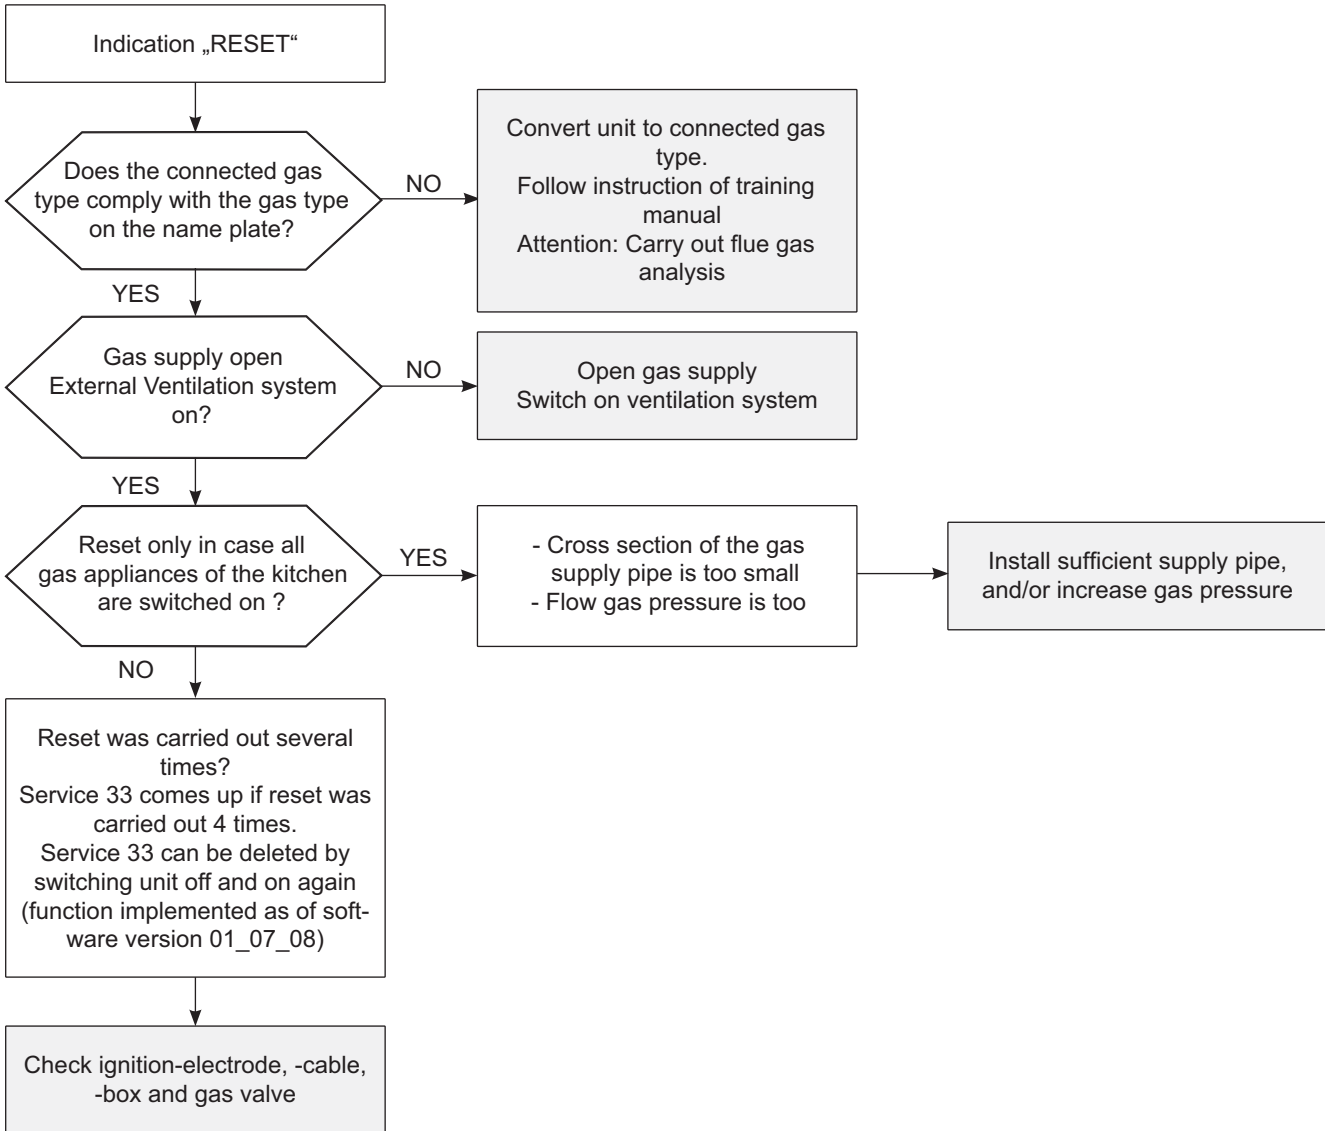 Indication „RESET“
Does the connected gas
type comply with the gas type
on the name plate?
NO
Convert unit to connected gas
type.
Follow instruction of training
manual
Attention: Carry out flue gas
analysis
YES
Gas supply open
External Ventilation system
on?
NO
Open gas supply
Switch on ventilation system
YES
Reset only in case all
gas appliances of the kitchen
are switched on ?
YES
- Cross section of the gas
supply pipe is too small
- Flow gas pressure is too
Install sufficient supply pipe,
and/or increase gas pressure
NO
Reset was carried out several
times?
Service 33 comes up if reset was
carried out 4 times.
Service 33 can be deleted by
switching unit off and on again
(function implemented as of soft-
ware version 01_07_08)
Check ignition-electrode, -cable,
-box and gas valve